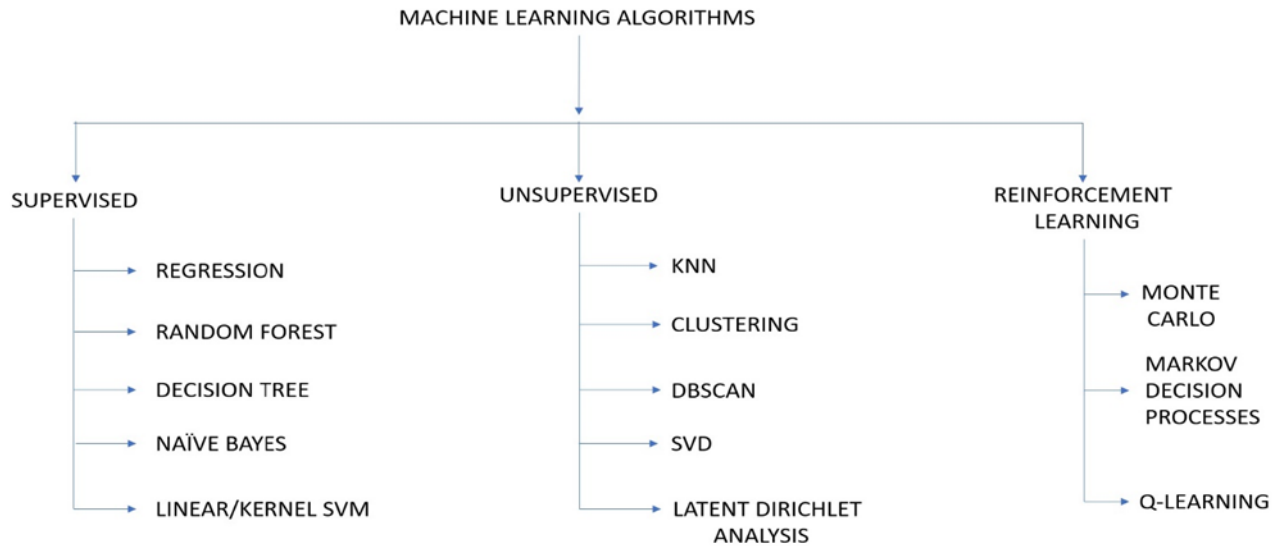 MACHINE LEARNING ALGORITHMS
SUPERVISED
REGRESSION
RANDOM FOREST
DECISION TREE
NAÏVE BAYES
LINEAR/KERNEL SVM
UNSUPERVISED
KNN
CLUSTERING
DBSCAN
SVD
LATENT DIRICHLET
ANALYSIS
REINFORCEMENT
LEARNING
MONTE
CARLO
MARKOV
DECISION
PROCESSES
Q-LEARNING